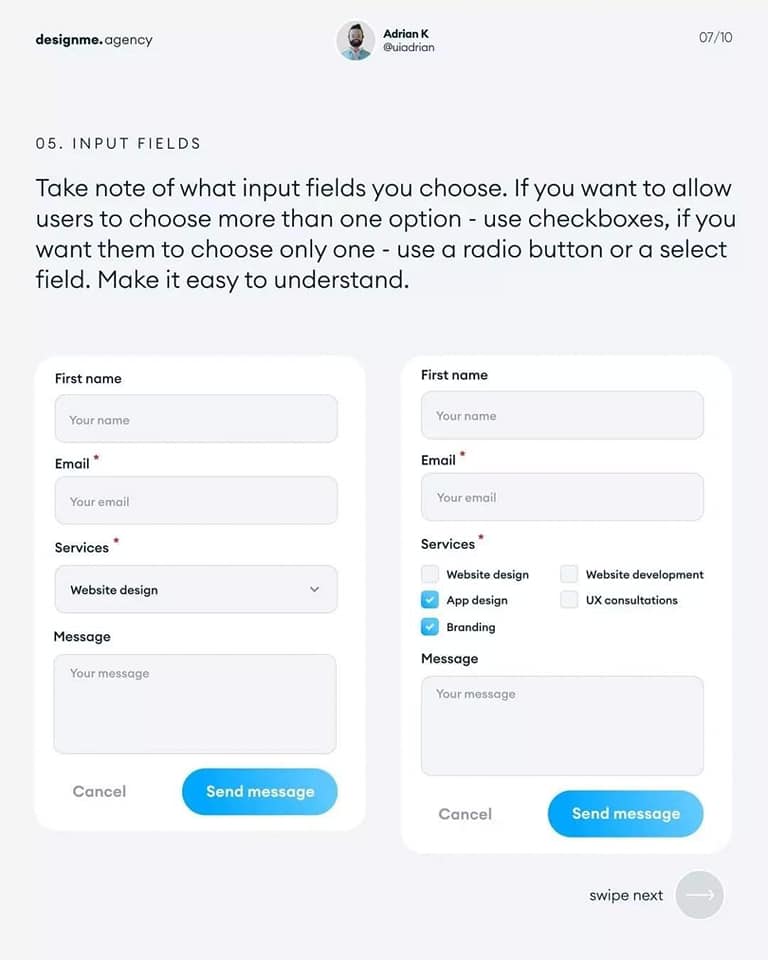 designme.agency
Adrian K
@uiadrian
07/10
05. INPUT FIELDS
Take note of what input fields you choose. If you want to allow
users to choose more than one option - use checkboxes, if you
want them to choose only one - use a radio button or a select
field. Make it easy to understand.
First name
Your name
Email *
Your email
Services *
Website design
Message
Your message
Cancel
Send message
First name
Your name
Email *
Your email
Services *
Website design
Website development
App design
UX consultations
Branding
Message
Your message
Cancel
Send message
swipe next